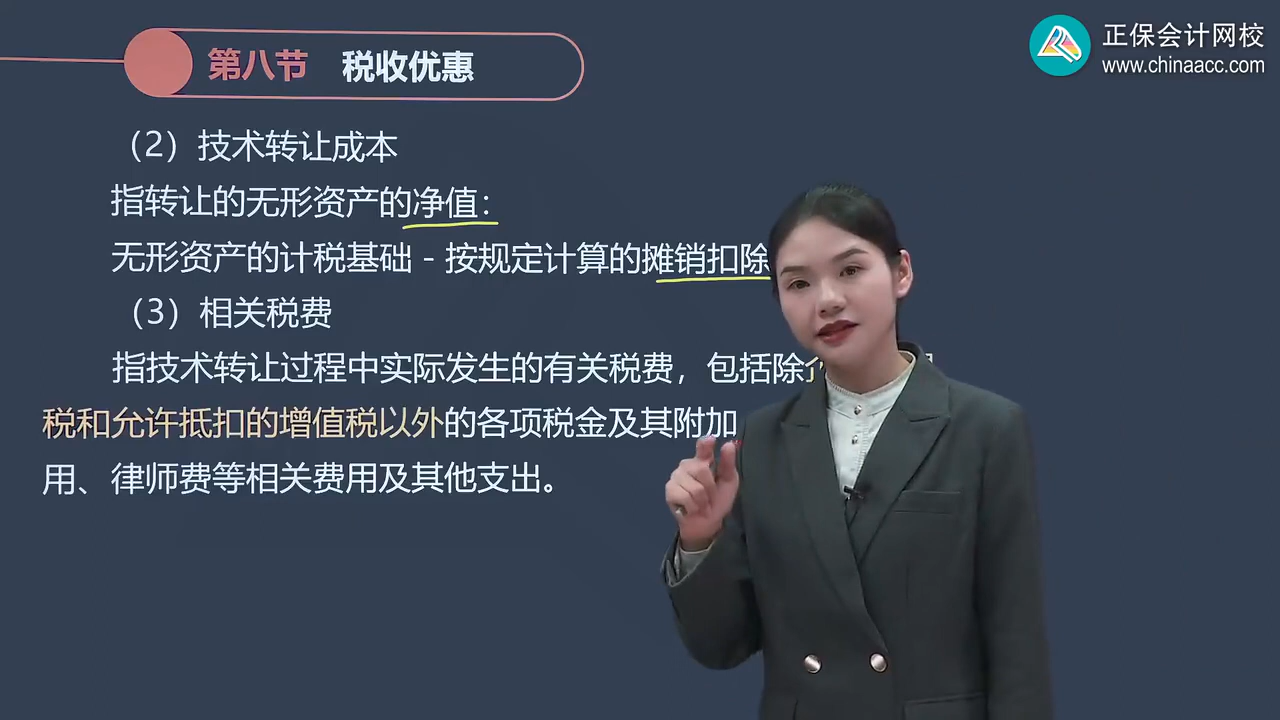 第八节 税收优惠
正保会计网校
www.chinaacc.com
（2）技术转让成本
指转让的无形资产的净值：
无形资产的计税基础－按规定计算的摊销扣除
（3）相关税费
指技术转让过程中实际发生的有关税费，包括除
税和允许抵扣的增值税以外的各项税金及其附加
用、律师费等相关费用及其他支出。